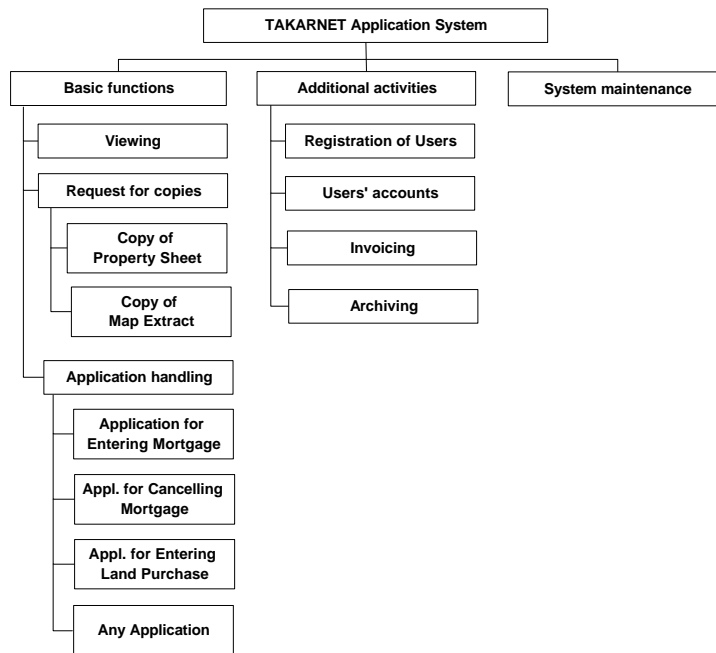 TAKARNET Application System
Basic functions
Viewing
Request for copies
Copy of
Property Sheet
Copy of
Map Extract
Application handling
Application for
Entering Mortgage
Appl. for Cancelling
Mortgage
Appl. for Entering
Land Purchase
Any Application
Additional activities
Registration of Users
Users' accounts
Invoicing
Archiving
System maintenance